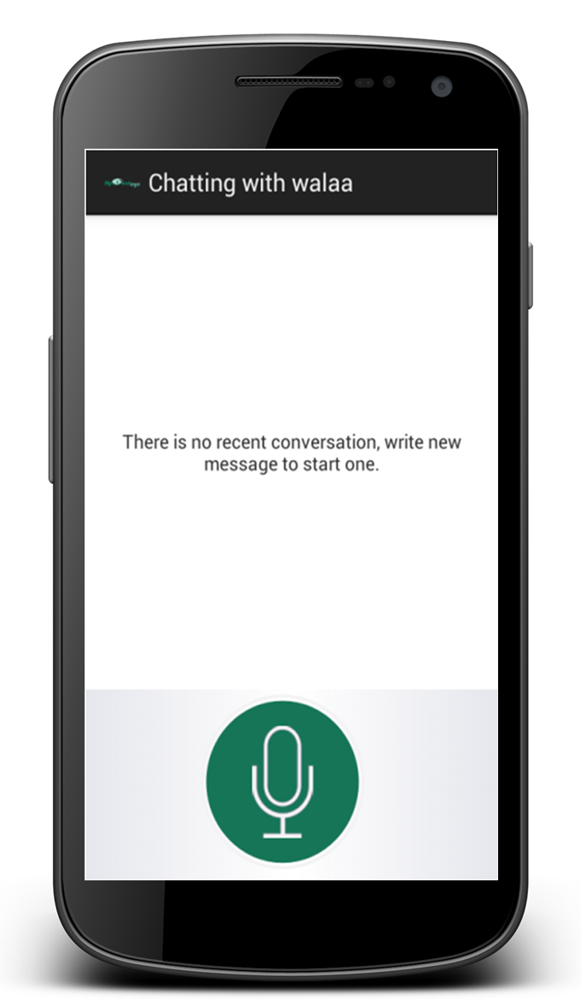 Chatting with walaa
There is no recent conversation, write new
message to start one.